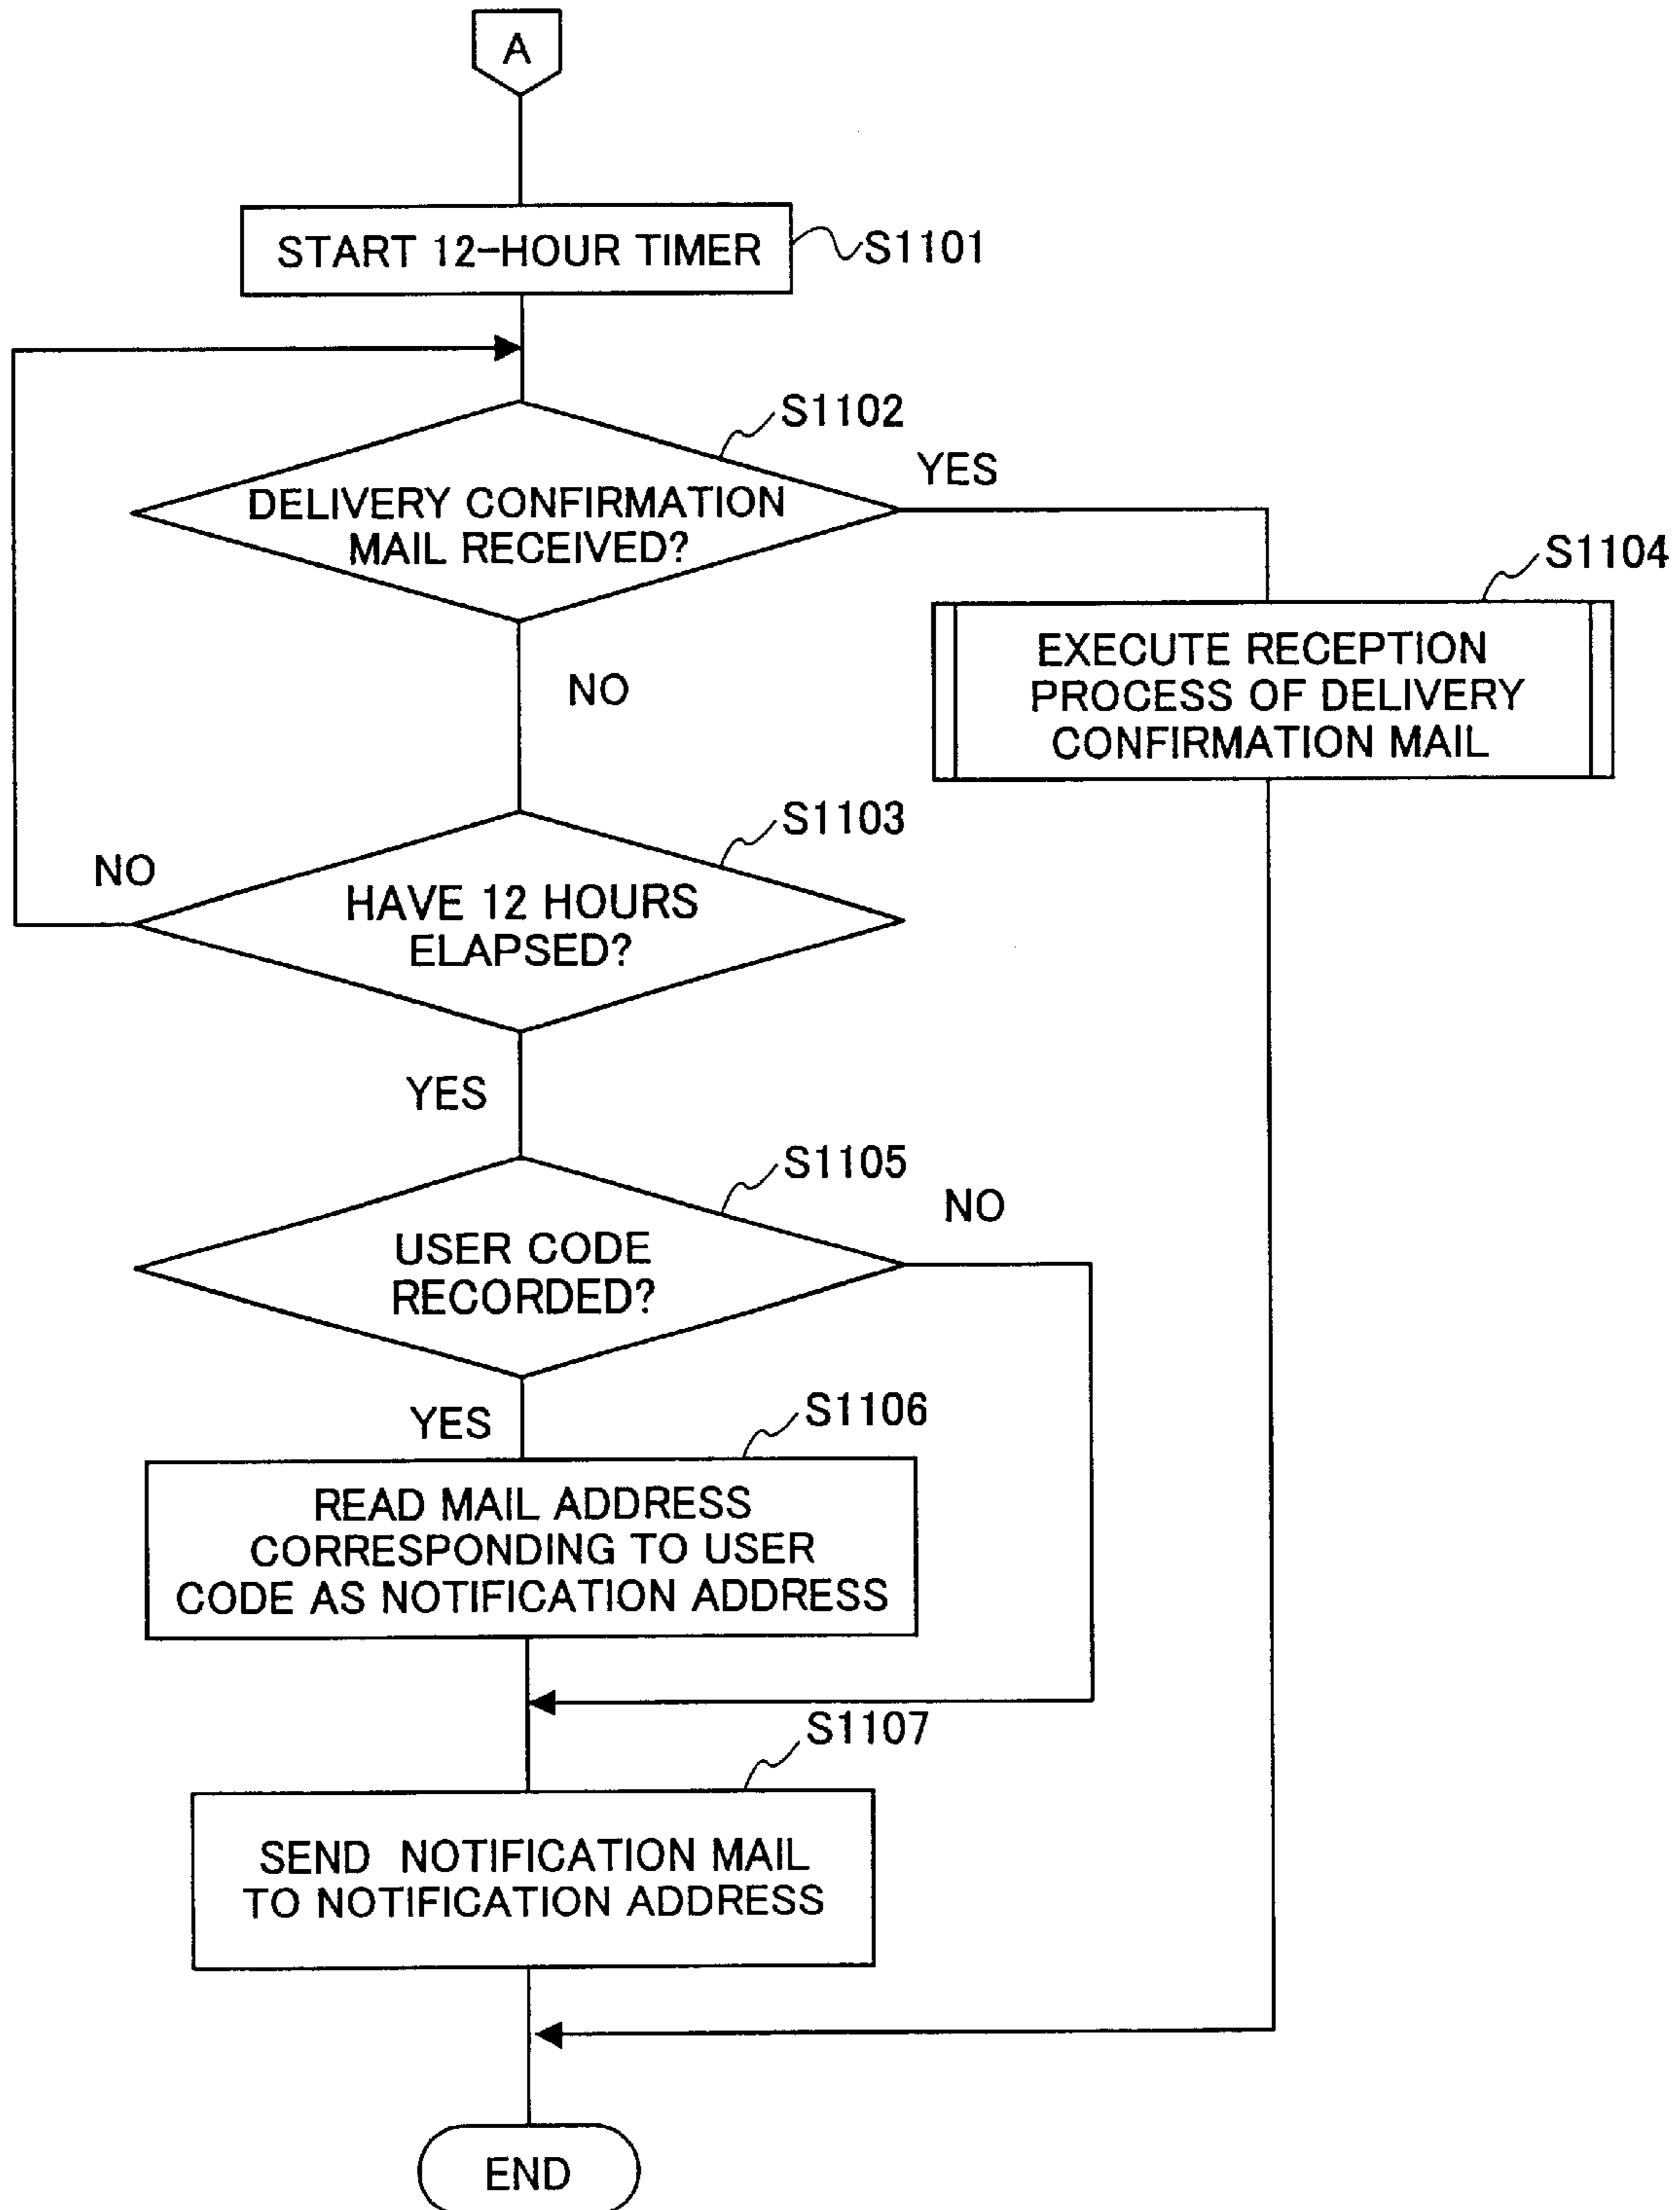 A
START 12-HOUR TIMER
S1101
S1102
YES
DELIVERY CONFIRMATION
MAIL RECEIVED?
NO
S1104
EXECUTE RECEPTION
PROCESS OF DELIVERY
CONFIRMATION MAIL
S1103
NO
HAVE 12 HOURS
ELAPSED?
YES
S1105
NO
USER CODE
RECORDED?
YES
S1106
READ MAIL ADDRESS
CORRESPONDING TO USER
CODE AS NOTIFICATION ADDRESS
S1107
SEND NOTIFICATION MAIL
TO NOTIFICATION ADDRESS
END